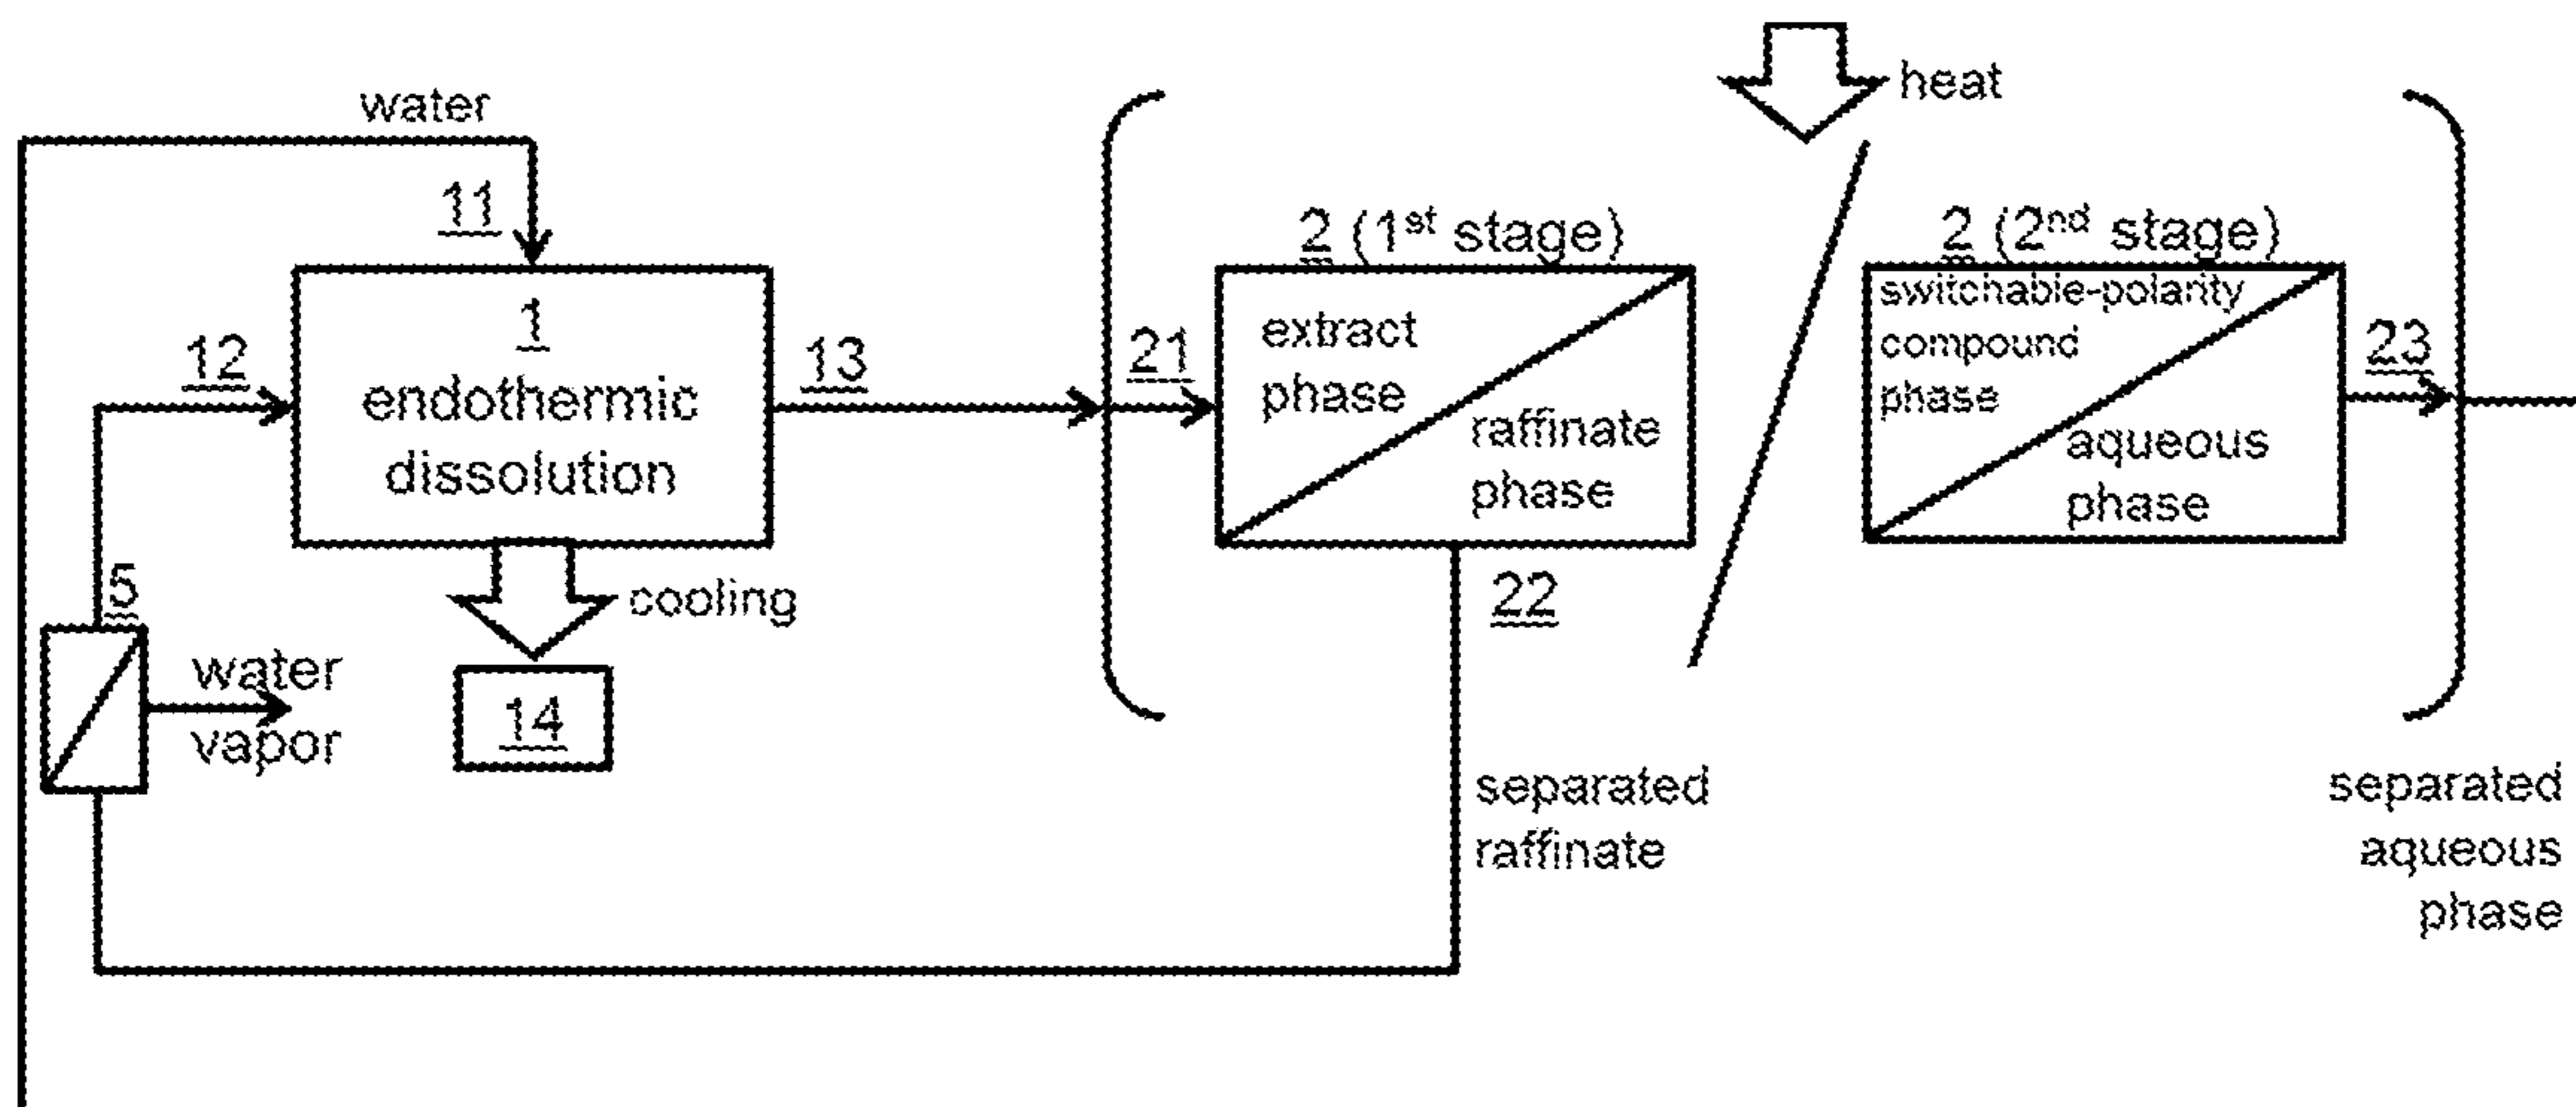 water
heat
11
2 (1st stage)
2 (2nd stage)
1
endothermic
dissolution
12
13
21
extract
phase
raffinate
phase
switchable-polarity
compound
phase
aqueous
phase
23
5
cooling
22
water
vapor
14
separated
raffinate
separated
aqueous
phase